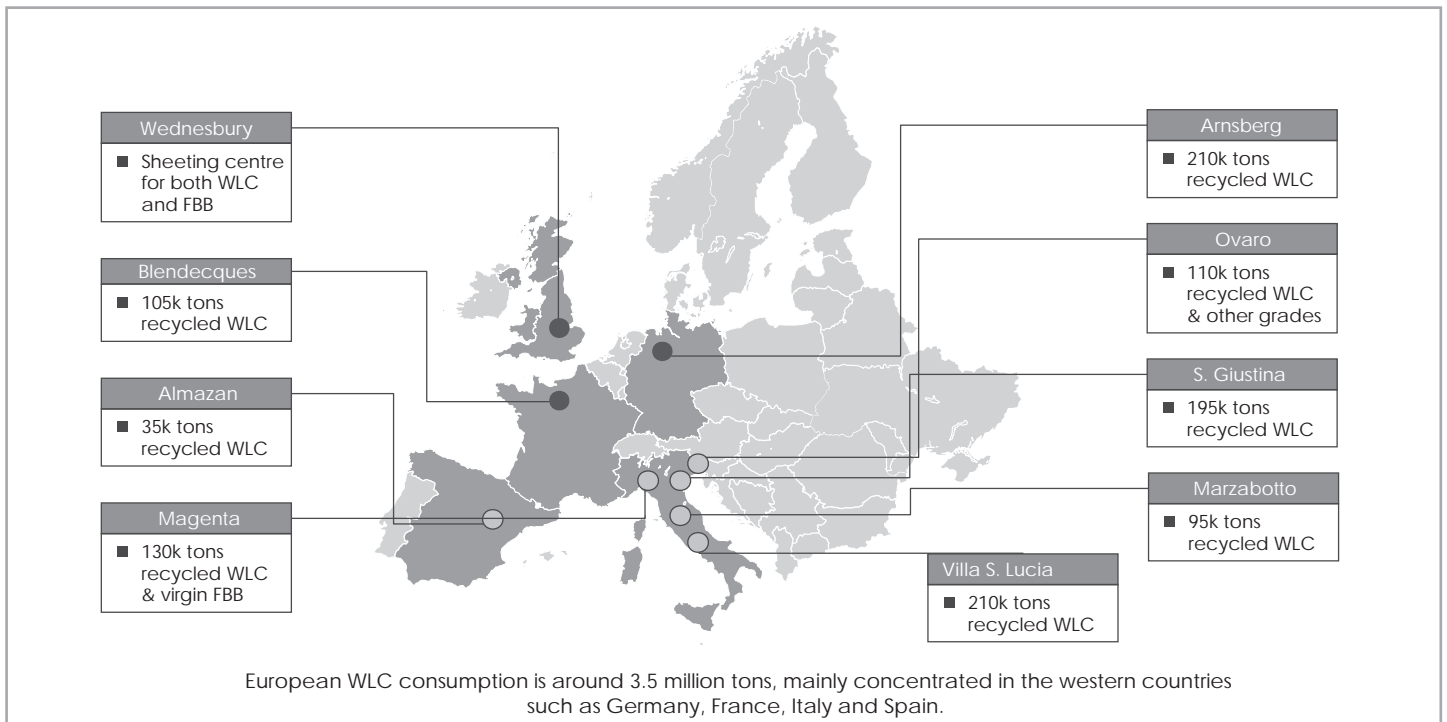 Wednesbury
■ Sheeting centre
for both WLC
and FBB
Blendecques
■ 105k tons
recycled WLC
Almazan
■ 35k tons
recycled WLC
Magenta
■ 130k tons
recycled WLC
& virgin FBB
Arnsberg
■ 210k tons
recycled WLC
Ovaro
■ 110k tons
recycled WLC
& other grades
S. Giustina
■ 195k tons
recycled WLC
Marzabotto
■ 95k tons
recycled WLC
Villa S. Lucia
■ 210k tons
recycled WLC
European WLC consumption is around 3.5 million tons, mainly concentrated in the western countries
such as Germany, France, Italy and Spain.